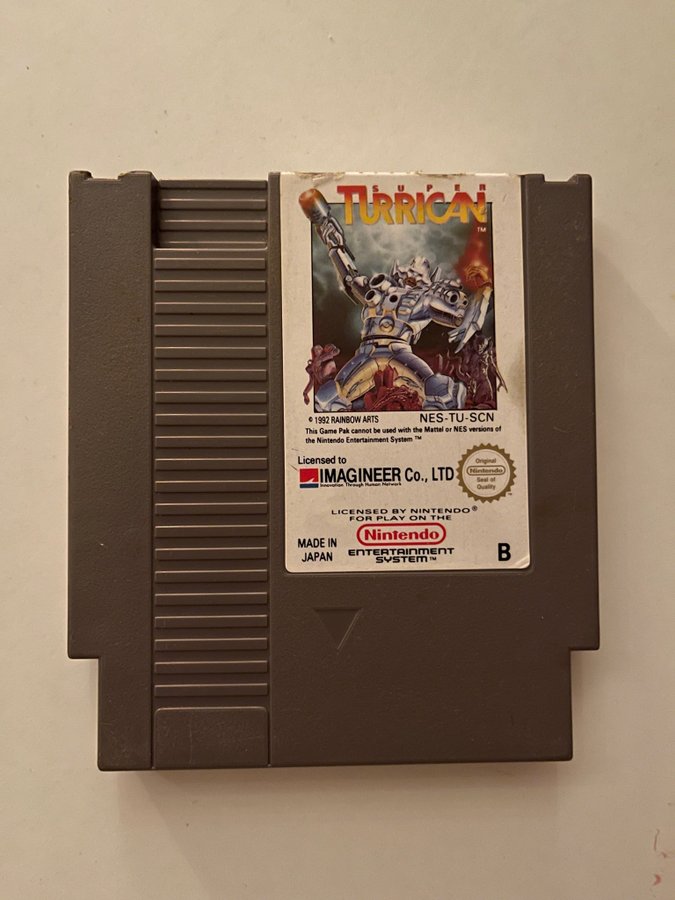 SUPER
TURRICAN
TM
© 1992 RAINBOW ARTS
NES-TU-SCN
This Game Pak cannot be used with the Mattel or NES versions of
the Nintendo Entertainment System ™
Licensed to
IMAGINEER Co., LTD
Innovation Through Human Network
Original
Nintendo
Seal of
Quality
LICENSED BY NINTENDO®
FOR PLAY ON THE
Nintendo
ENTERTAINMENT
SYSTEM™
MADE IN
JAPAN
B